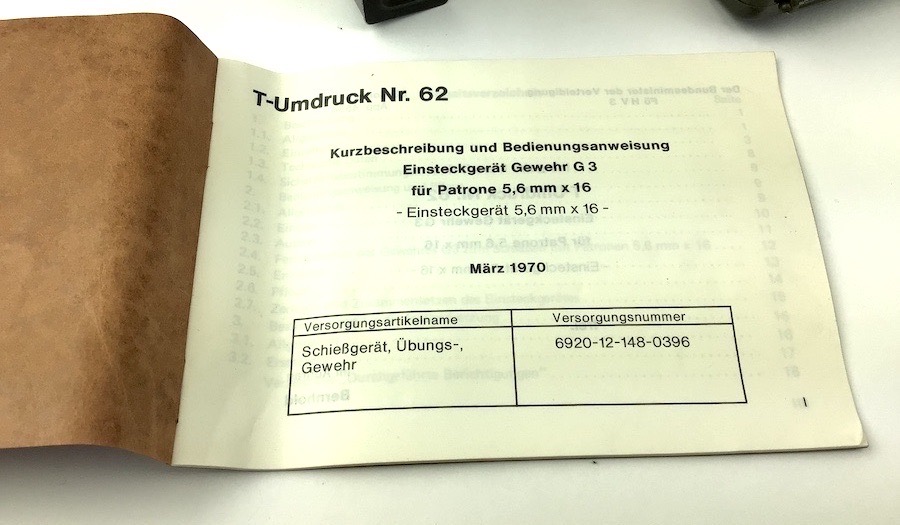 T-Umdruck Nr. 62
Kurzbeschreibung und Bedienungsanweisung
Einsteckgerät Gewehr G 3
für Patrone 5,6 mm x 16
- Einsteckgerät 5,6 mm x 16 -
März 1970
Versorgungsartikelname Versorgungsnummer
Schießgerät, Übungs-, 6920-12-148-0396
Gewehr
I